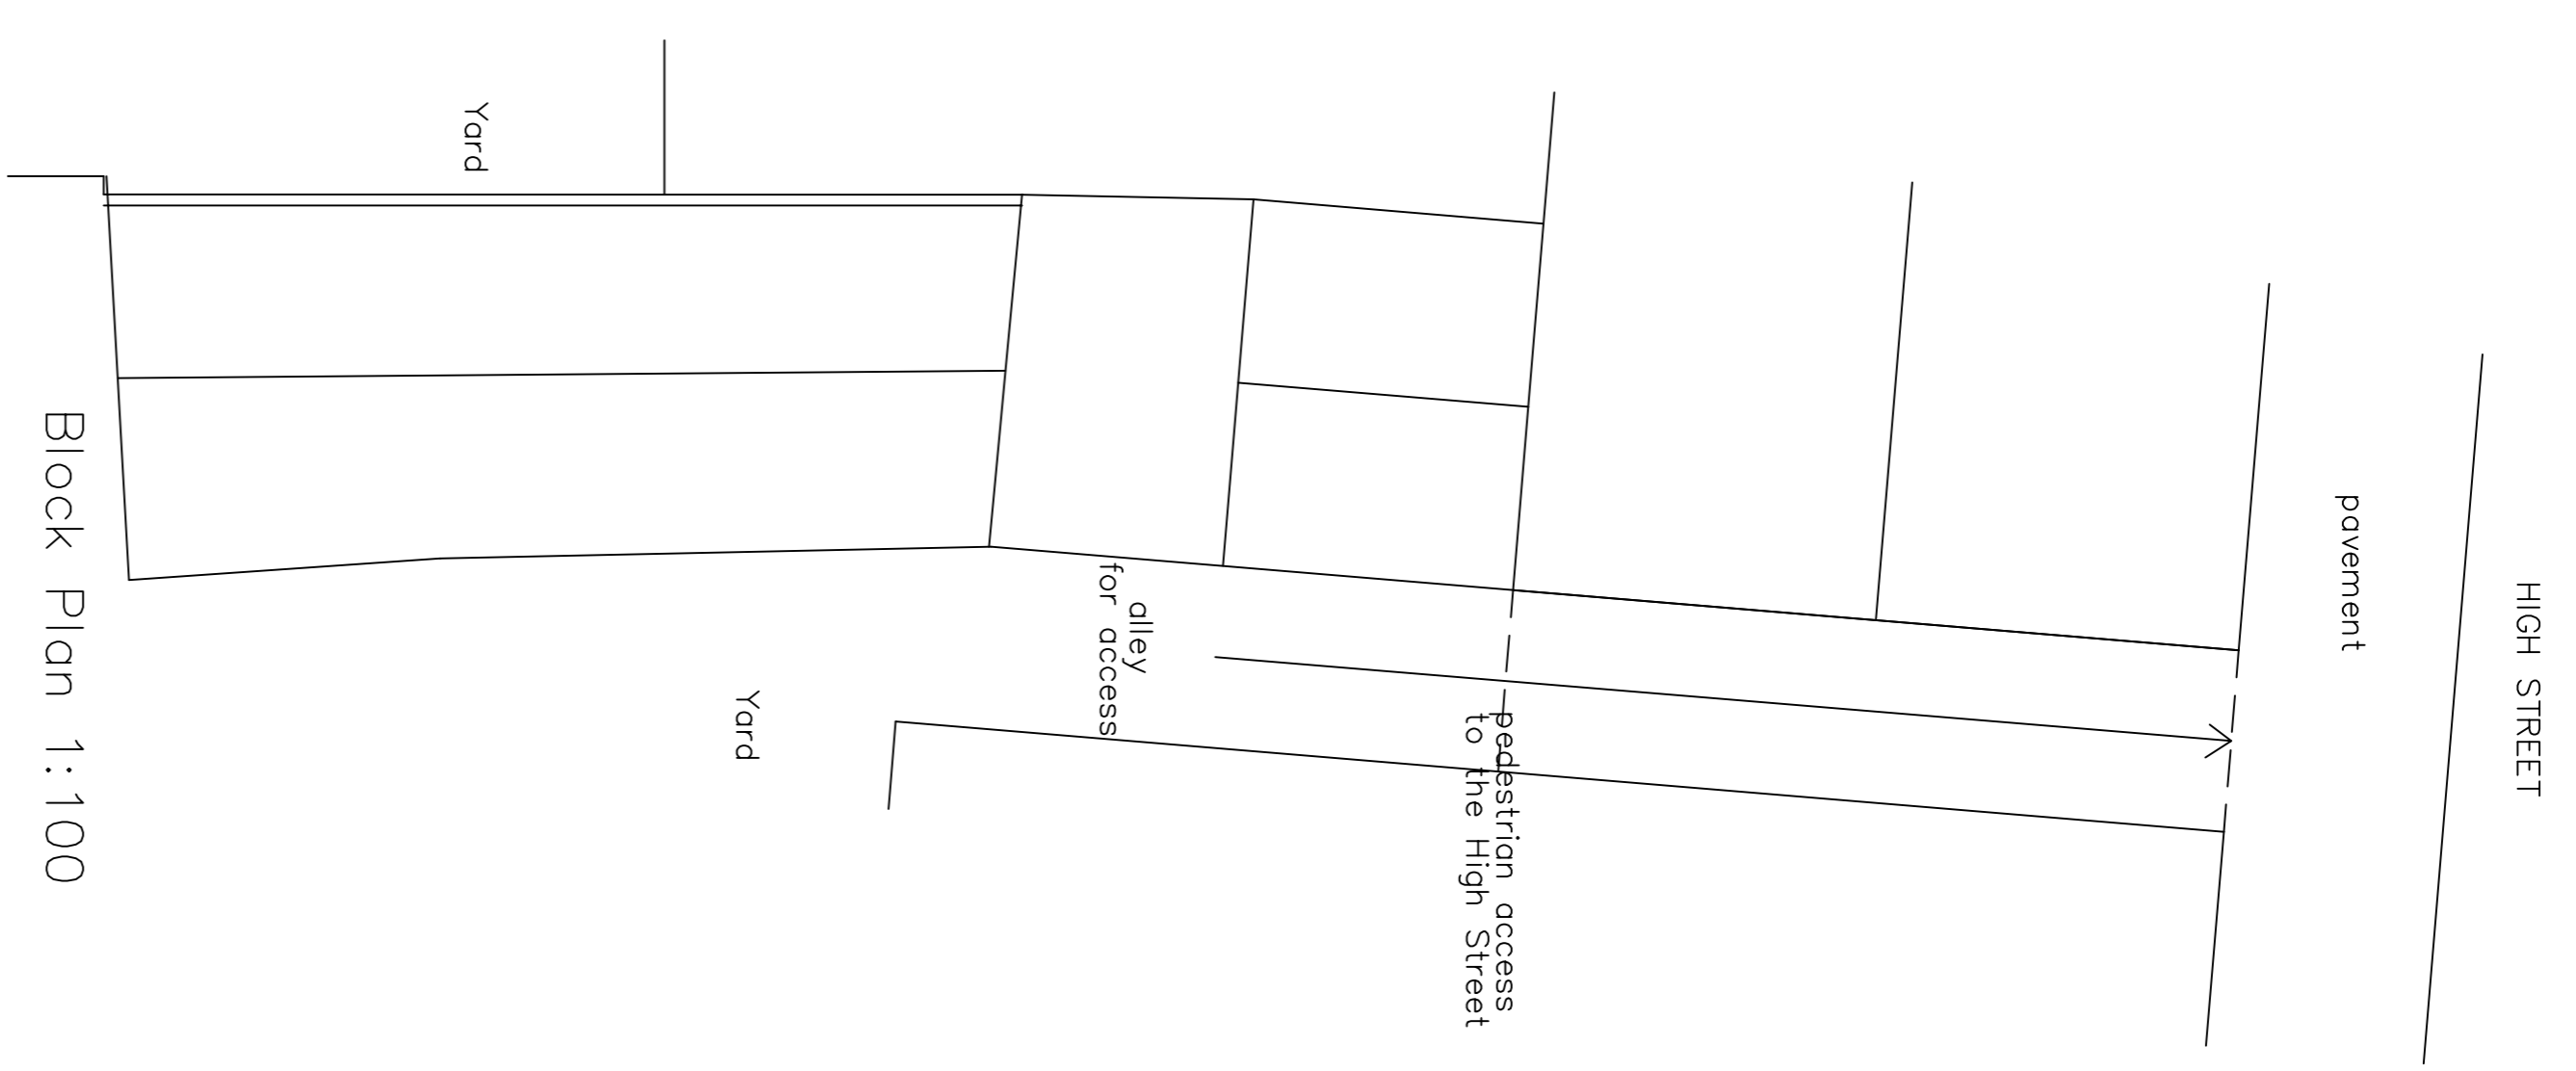 HIGH STREET
pavement
pedestrian access
to the High Street
alley
for access
Yard
Yard
Block Plan 1:100